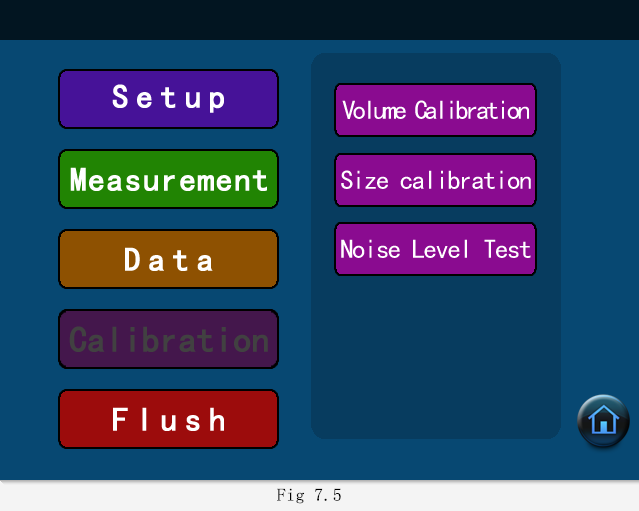 Setup
Measurement
Data
Calibration
Flush
Volume Calibration
Size calibration
Noise Level Test
Fig 7.5